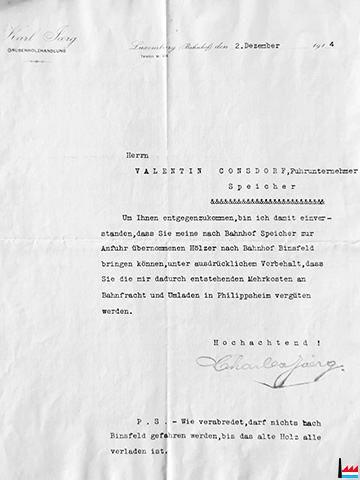 Karl Jörg
GRUBENHOLZHANDLUNG
Luxemburg (Bahnhof) den 2.Dezember 1914
Herrn
VALENTIN CONSDORF,Fuhrunternehmer
Speicher
&&&&&&&&&&&&&&&&&&&&&&&&
Um Ihnen entgegenzukommen,bin ich damit einver-
standen,dass Sie meine nach Bahnhof Speicher zur
Anfuhr übernommenen Hölzer nach Bahnhof Binsfeld
bringen können,unter ausdrücklichem Vorbehalt,dass
Sie die mir dadurch entstehenden Mehrkosten an
Bahnfracht und Umladen in Philippsheim vergüten
werden.
Hochachtend !
Charles Jörg.
P.S.- Wie verabredet,darf nichts nach
Binsfeld gefahren werden,bis das alte Holz alle
verladen ist.